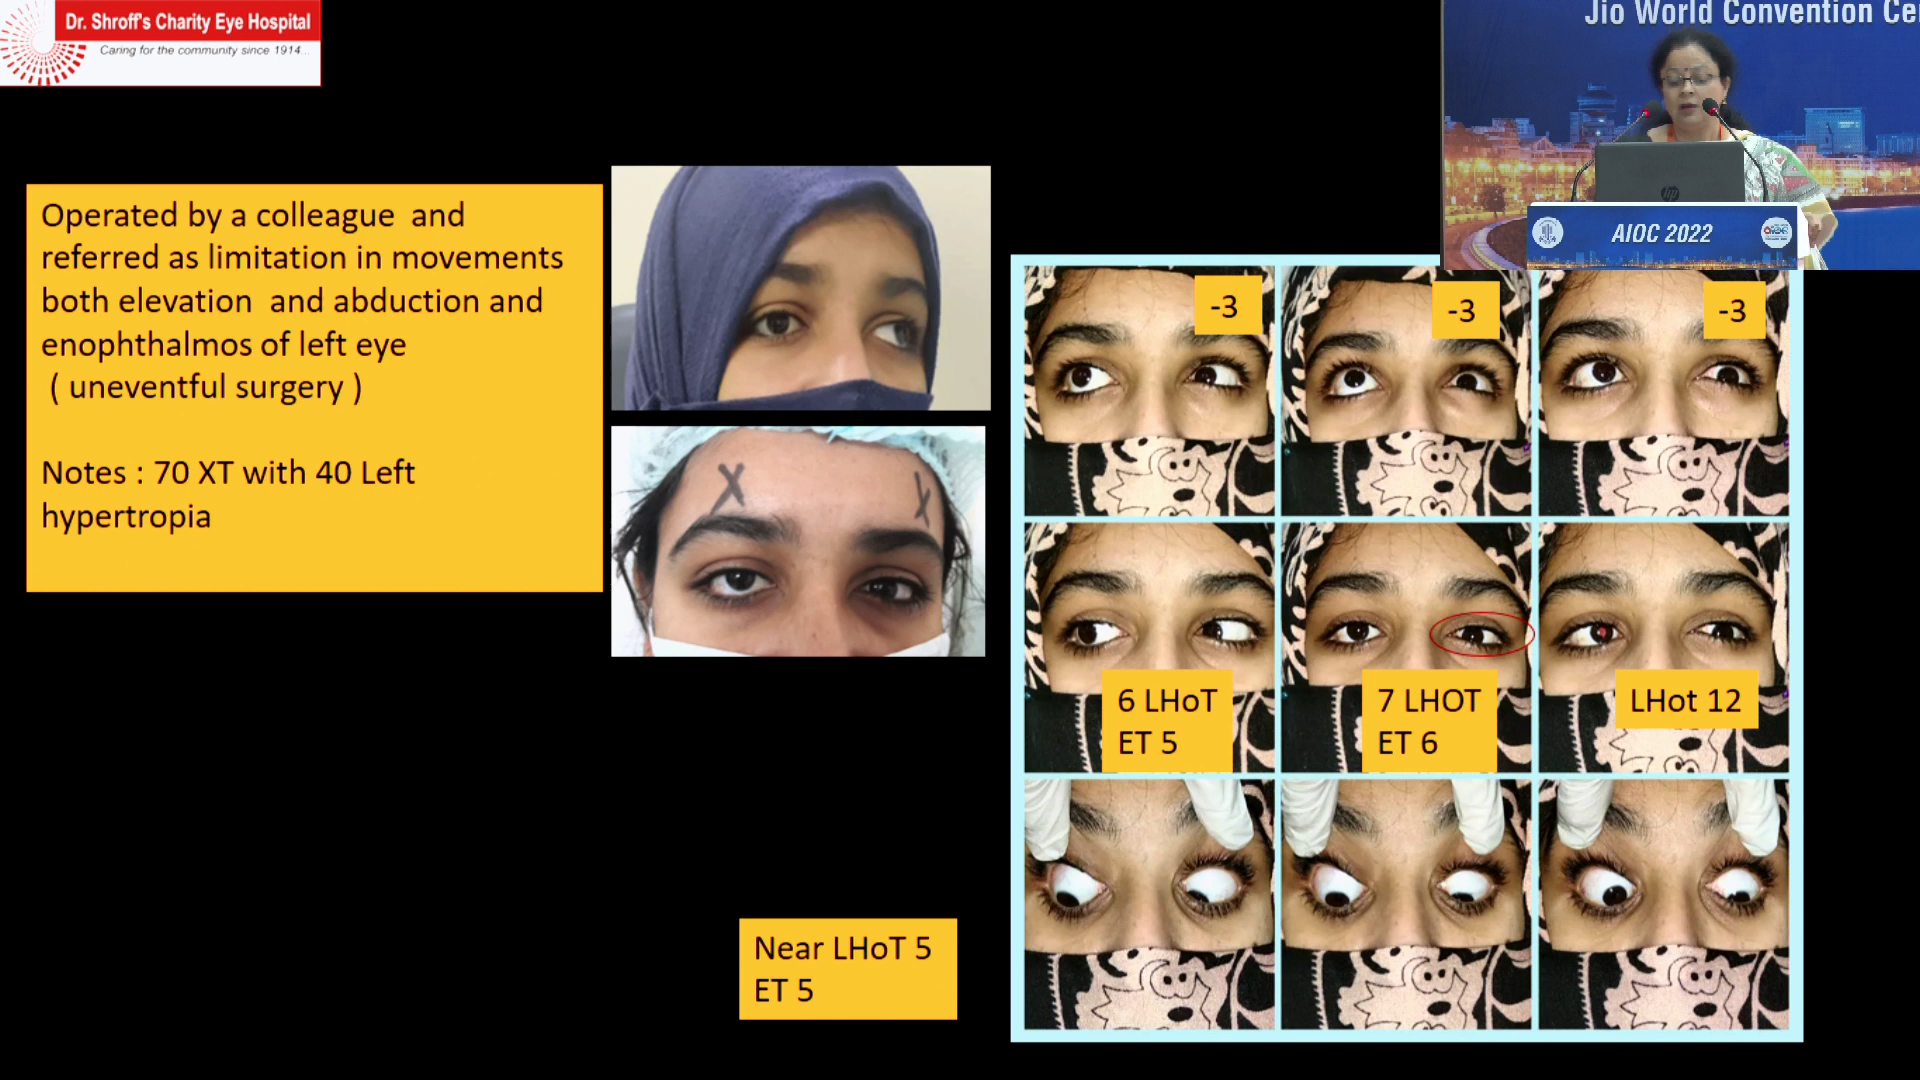 Dr. Shroff's Charity Eye Hospital
Caring for the community since 1914...
Jio World Convention Ce
AIOC 2022
Operated by a colleague and
referred as limitation in movements
both elevation and abduction and
enophthalmos of left eye
( uneventful surgery )
Notes : 70 XT with 40 Left
hypertropia
-3
-3
-3
6 LHoT
ET 5
7 LHOT
ET 6
LHot 12
Near LHoT 5
ET 5